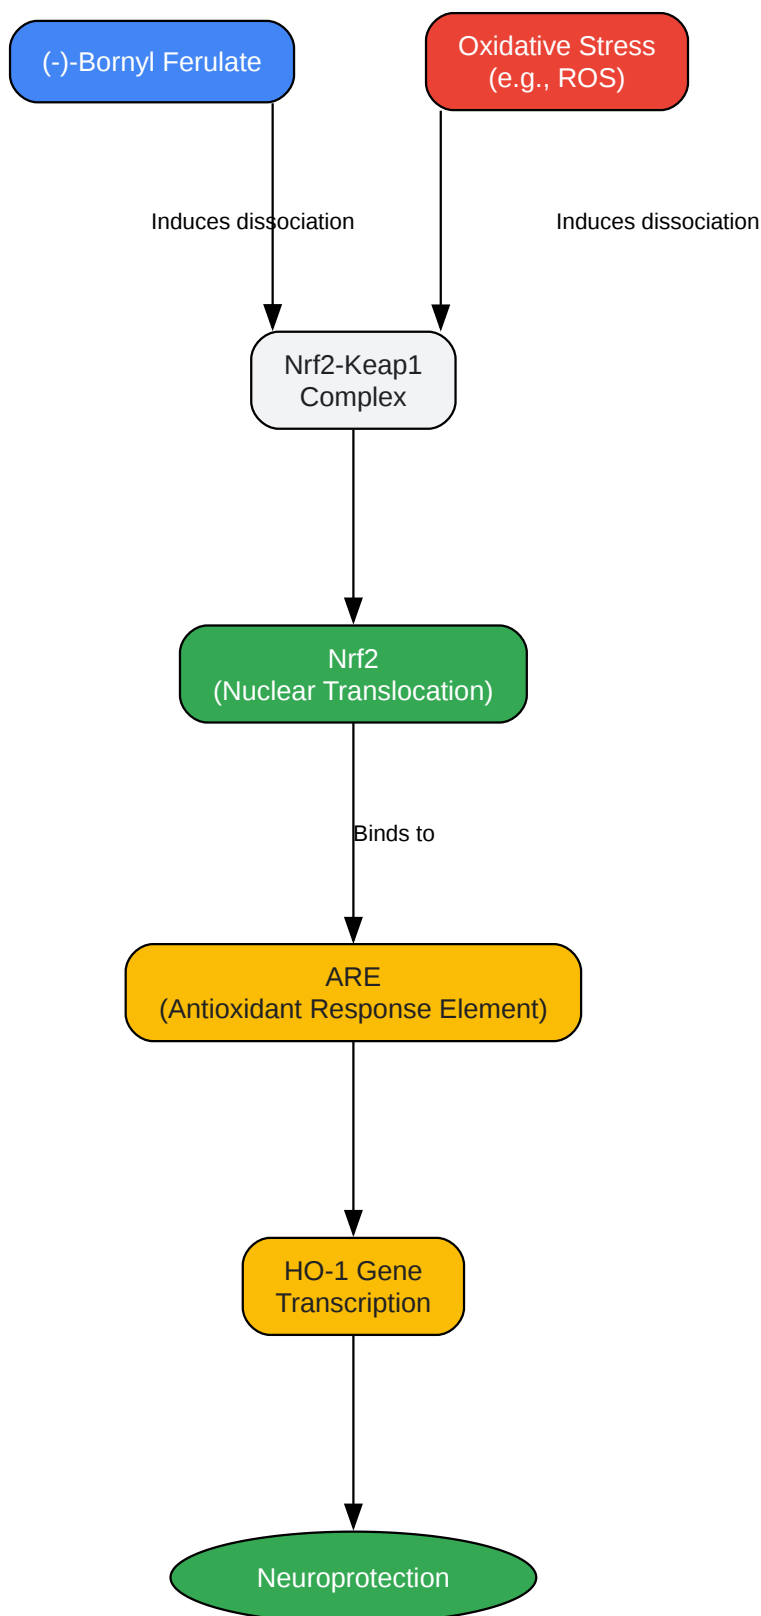 (-)-Bornyl Ferulate
Oxidative Stress
(e.g., ROS)
Induces dissociation
Induces dissociation
Nrf2-Keap1
Complex
Nrf2
(Nuclear Translocation)
Binds to
ARE
(Antioxidant Response Element)
HO-1 Gene
Transcription
Neuroprotection